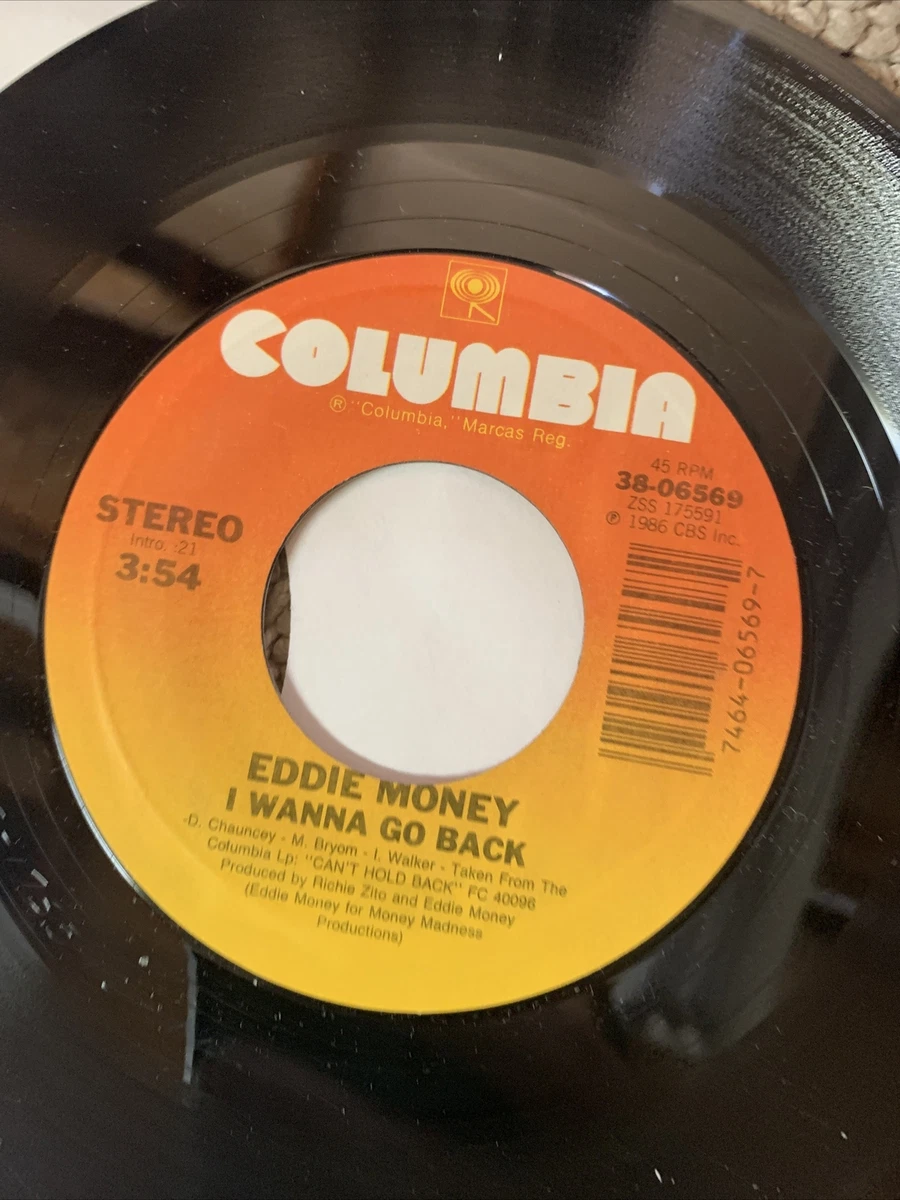 COLUMBIA
® "Columbia," Marcas Reg.
45 RPM
38-06569
ZSS 175591
℗ 1986 CBS Inc.
STEREO
Intro. :21
3:54
7464-06569-7
EDDIE MONEY
I WANNA GO BACK
-D. Chauncey - M. Bryom - I. Walker - Taken From The
Columbia Lp: "CAN'T HOLD BACK" FC 40096
Produced by Richie Zito and Eddie Money
(Eddie Money for Money Madness
Productions)